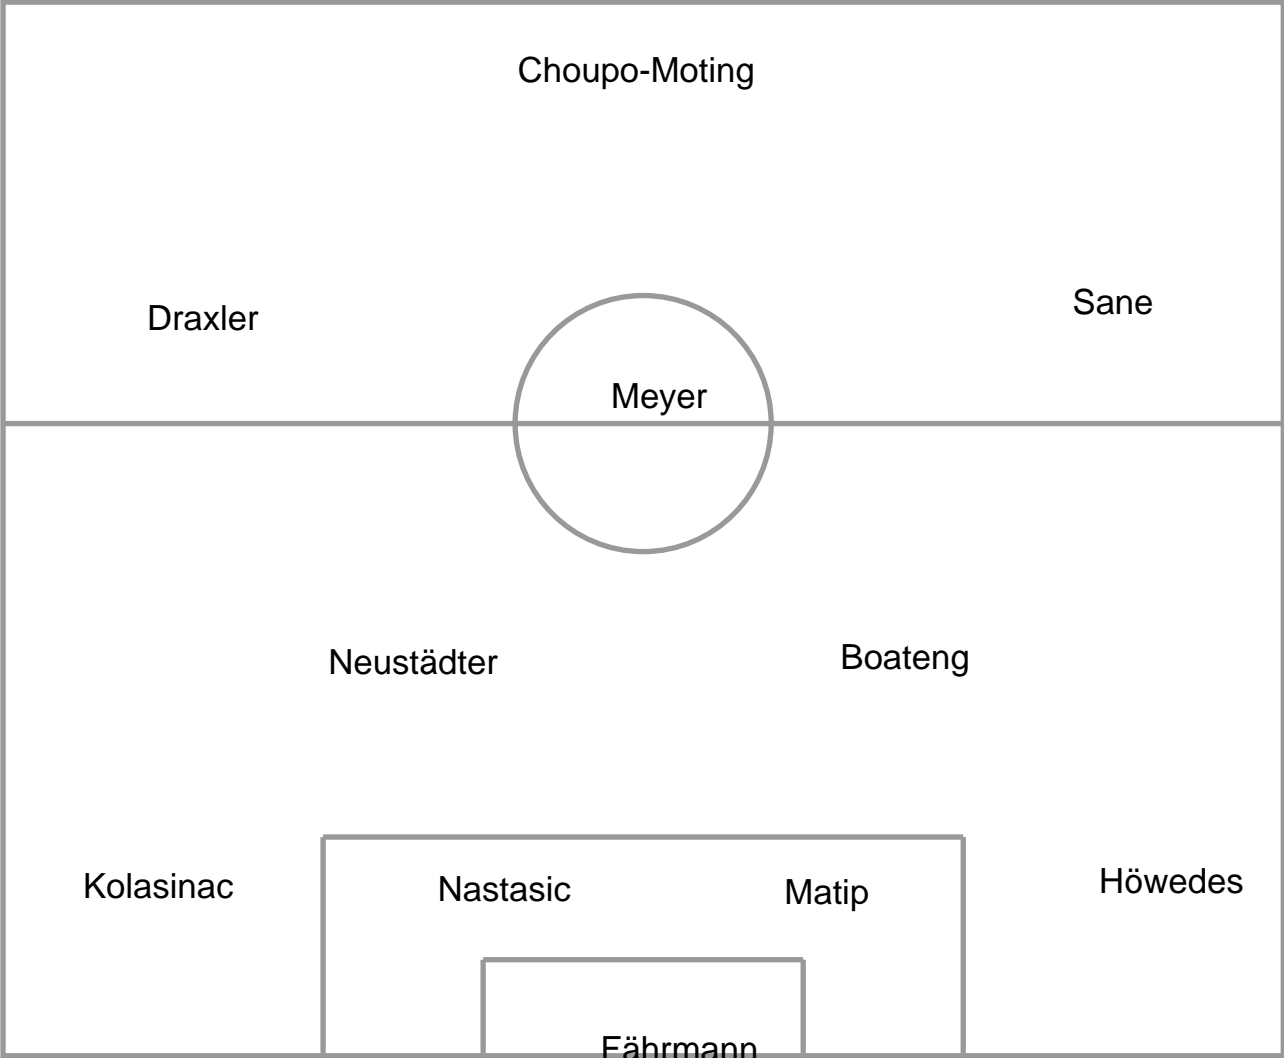 Choupo-Moting
Draxler
Sane
Meyer
Neustädter
Boateng
Kolasinac
Nastasic
Matip
Höwedes
Fährmann